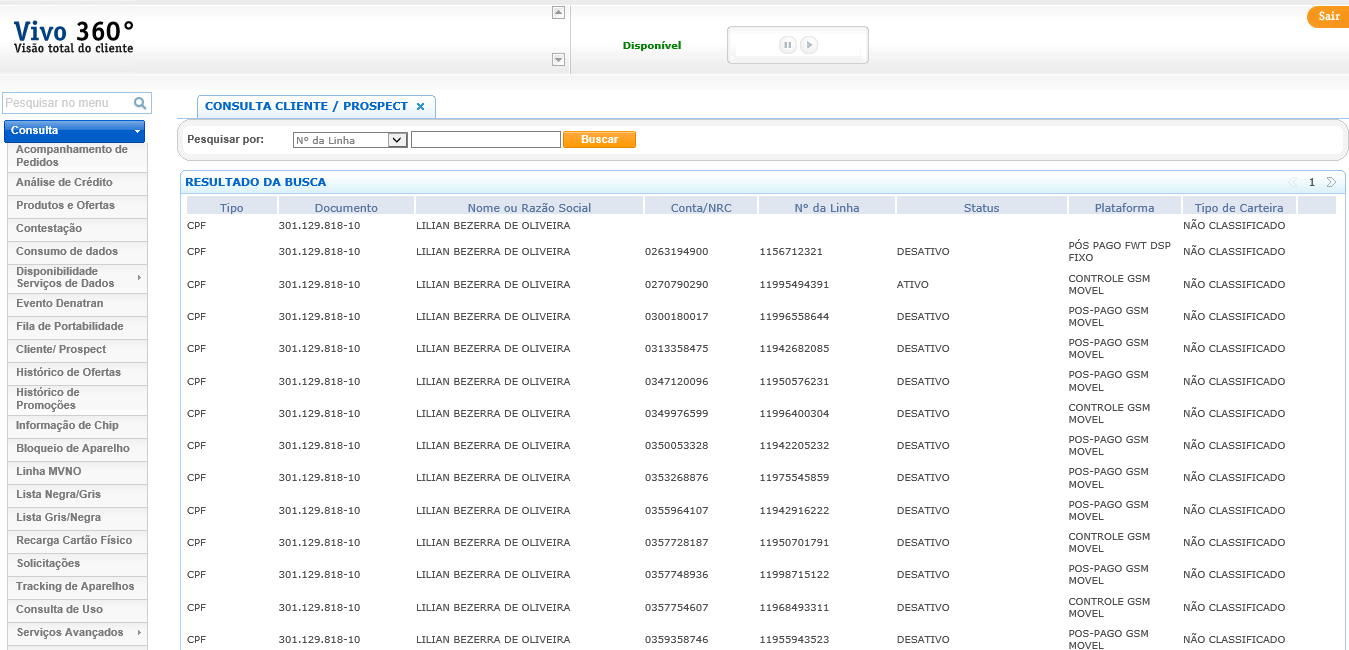 Vivo 360°
Visão total do cliente
Disponível
Sair
Pesquisar no menu
Consulta
Acompanhamento de
Pedidos
Análise de Crédito
Produtos e Ofertas
Contestação
Consumo de dados
Disponibilidade
Serviços de Dados
Evento Denatran
Fila de Portabilidade
Cliente/ Prospect
Histórico de Ofertas
Histórico de
Promoções
Informação de Chip
Bloqueio de Aparelho
Linha MVNO
Lista Negra/Gris
Lista Gris/Negra
Recarga Cartão Físico
Solicitações
Tracking de Aparelhos
Consulta de Uso
Serviços Avançados
CONSULTA CLIENTE / PROSPECT ×
Pesquisar por: Nº da Linha Buscar
RESULTADO DA BUSCA 1
Tipo Documento Nome ou Razão Social Conta/NRC Nº da Linha Status Plataforma Tipo de Carteira
CPF 301.129.818-10 LILIAN BEZERRA DE OLIVEIRA NÃO CLASSIFICADO
CPF 301.129.818-10 LILIAN BEZERRA DE OLIVEIRA 0263194900 1156712321 DESATIVO PÓS PAGO FWT DSP FIXO NÃO CLASSIFICADO
CPF 301.129.818-10 LILIAN BEZERRA DE OLIVEIRA 0270790290 11995494391 ATIVO CONTROLE GSM MOVEL NÃO CLASSIFICADO
CPF 301.129.818-10 LILIAN BEZERRA DE OLIVEIRA 0300180017 11996558644 DESATIVO POS-PAGO GSM MOVEL NÃO CLASSIFICADO
CPF 301.129.818-10 LILIAN BEZERRA DE OLIVEIRA 0313358475 11942682085 DESATIVO POS-PAGO GSM MOVEL NÃO CLASSIFICADO
CPF 301.129.818-10 LILIAN BEZERRA DE OLIVEIRA 0347120096 11950576231 DESATIVO POS-PAGO GSM MOVEL NÃO CLASSIFICADO
CPF 301.129.818-10 LILIAN BEZERRA DE OLIVEIRA 0349976599 11996400304 DESATIVO CONTROLE GSM MOVEL NÃO CLASSIFICADO
CPF 301.129.818-10 LILIAN BEZERRA DE OLIVEIRA 0350053328 11942205232 DESATIVO POS-PAGO GSM MOVEL NÃO CLASSIFICADO
CPF 301.129.818-10 LILIAN BEZERRA DE OLIVEIRA 0353268876 11975545859 DESATIVO POS-PAGO GSM MOVEL NÃO CLASSIFICADO
CPF 301.129.818-10 LILIAN BEZERRA DE OLIVEIRA 0355964107 11942916222 DESATIVO POS-PAGO GSM MOVEL NÃO CLASSIFICADO
CPF 301.129.818-10 LILIAN BEZERRA DE OLIVEIRA 0357728187 11950701791 DESATIVO CONTROLE GSM MOVEL NÃO CLASSIFICADO
CPF 301.129.818-10 LILIAN BEZERRA DE OLIVEIRA 0357748936 11998715122 DESATIVO POS-PAGO GSM MOVEL NÃO CLASSIFICADO
CPF 301.129.818-10 LILIAN BEZERRA DE OLIVEIRA 0357754607 11968493311 DESATIVO CONTROLE GSM MOVEL NÃO CLASSIFICADO
CPF 301.129.818-10 LILIAN BEZERRA DE OLIVEIRA 0359358746 11955943523 DESATIVO POS-PAGO GSM MOVEL NÃO CLASSIFICADO